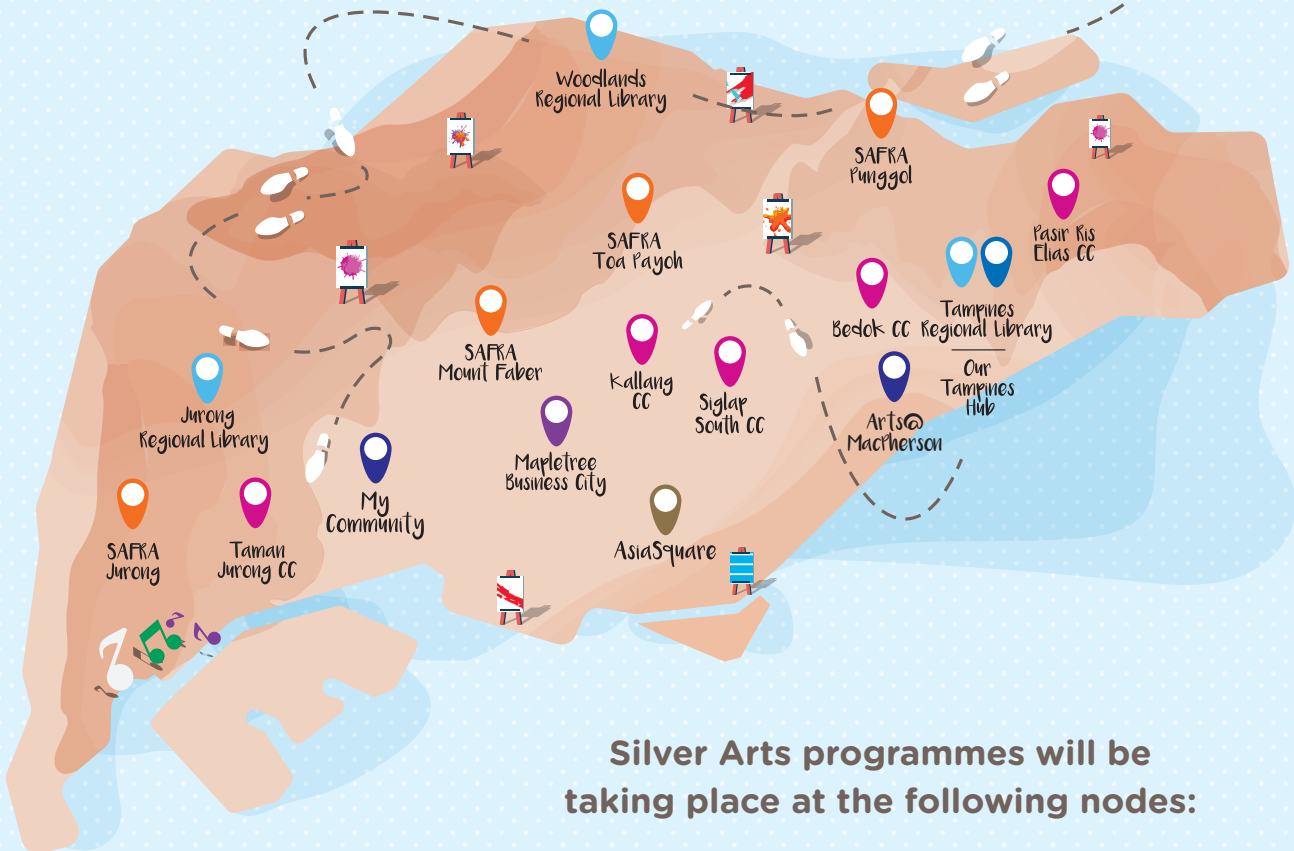 Woodlands
Regional Library
SAFRA
Punggol
Pasir Ris
Elias CC
SAFRA
Toa Payoh
Tampines
Regional Library
Our
Tampines
Hub
Bedok CC
SAFRA
Mount Faber
Kallang
CC
Siglap
South CC
Arts@
MacPherson
Jurong
Regional Library
Mapletree
Business City
My
Community
AsiaSquare
SAFRA
Jurong
Taman
Jurong CC
Silver Arts programmes will be
taking place at the following nodes: